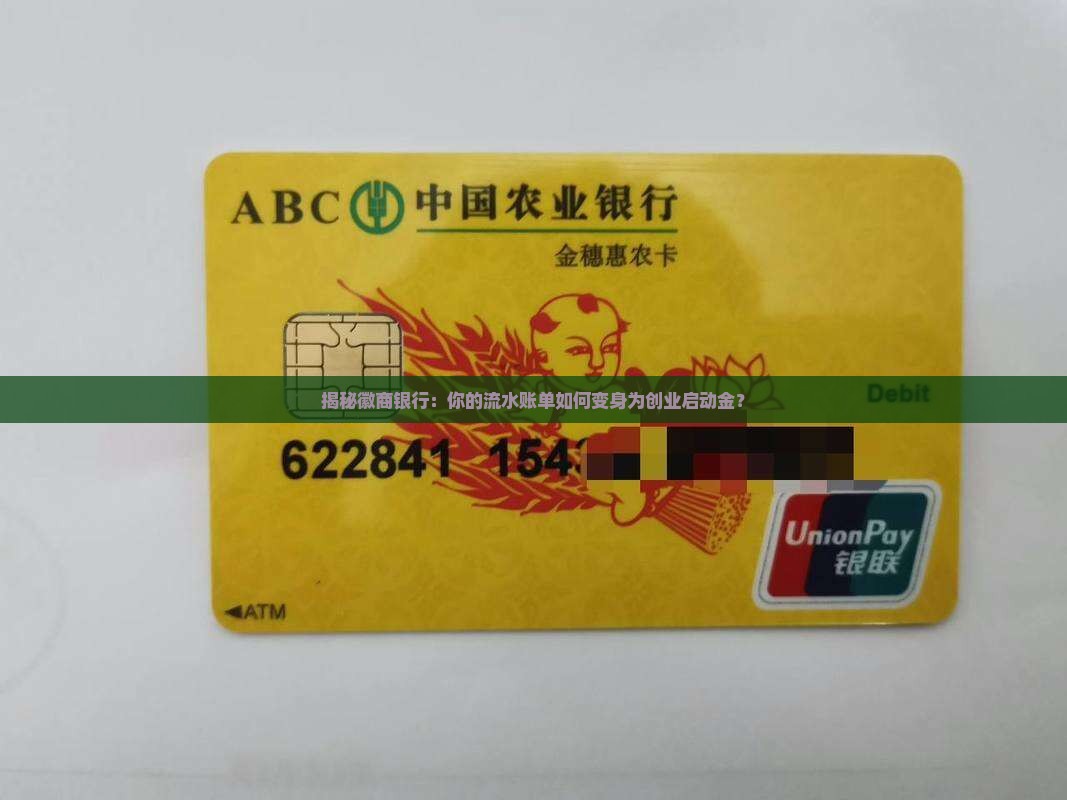 ABC 中国农业银行
金穗惠农卡
揭秘徽商银行：你的流水账单如何变身为创业启动金？
Debit
622841 1543
UnionPay
银联
ATM